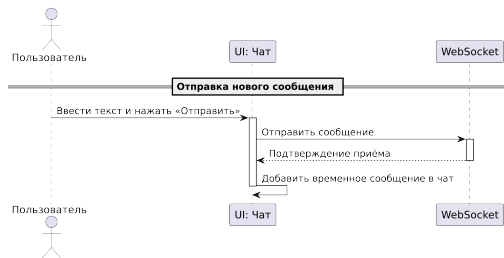 Пользователь
UI: Чат
WebSocket
Отправка нового сообщения
Ввести текст и нажать «Отправить»
Отправить сообщение
Подтверждение приёма
Добавить временное сообщение в чат
Пользователь
UI: Чат
WebSocket